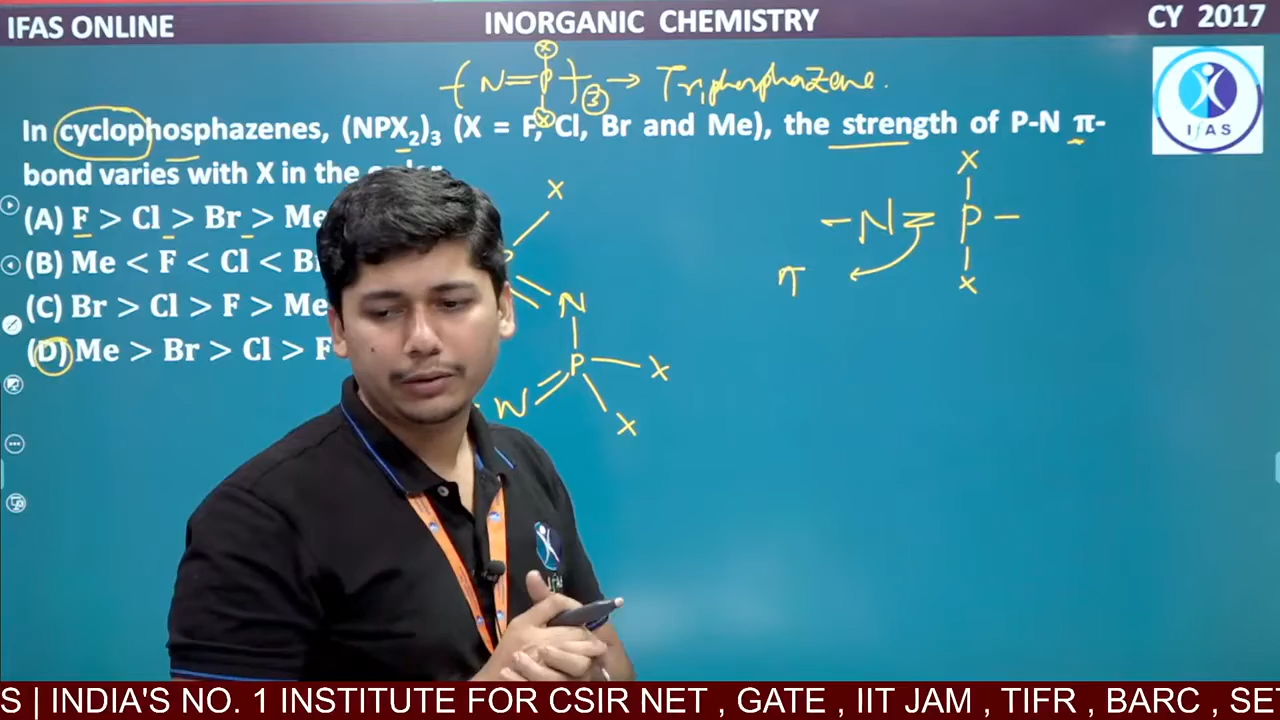 IFAS ONLINE
INORGANIC CHEMISTRY
CY 2017
( N=P )3 → Triphosphazene.
X
X
IFAS
In cyclophosphazenes, (NPX₂)₃ (X = F, Cl, Br and Me), the strength of P-N π-
bond varies with X in the
(A) F > Cl > Br > Me
(B) Me < F < Cl <
(C) Br > Cl > F > Me
(D) Me > Br > Cl > F
X
N
P
X
X
N
X
-N=P-
X
π
S | INDIA'S NO. 1 INSTITUTE FOR CSIR NET , GATE , IIT JAM , TIFR , BARC , SE